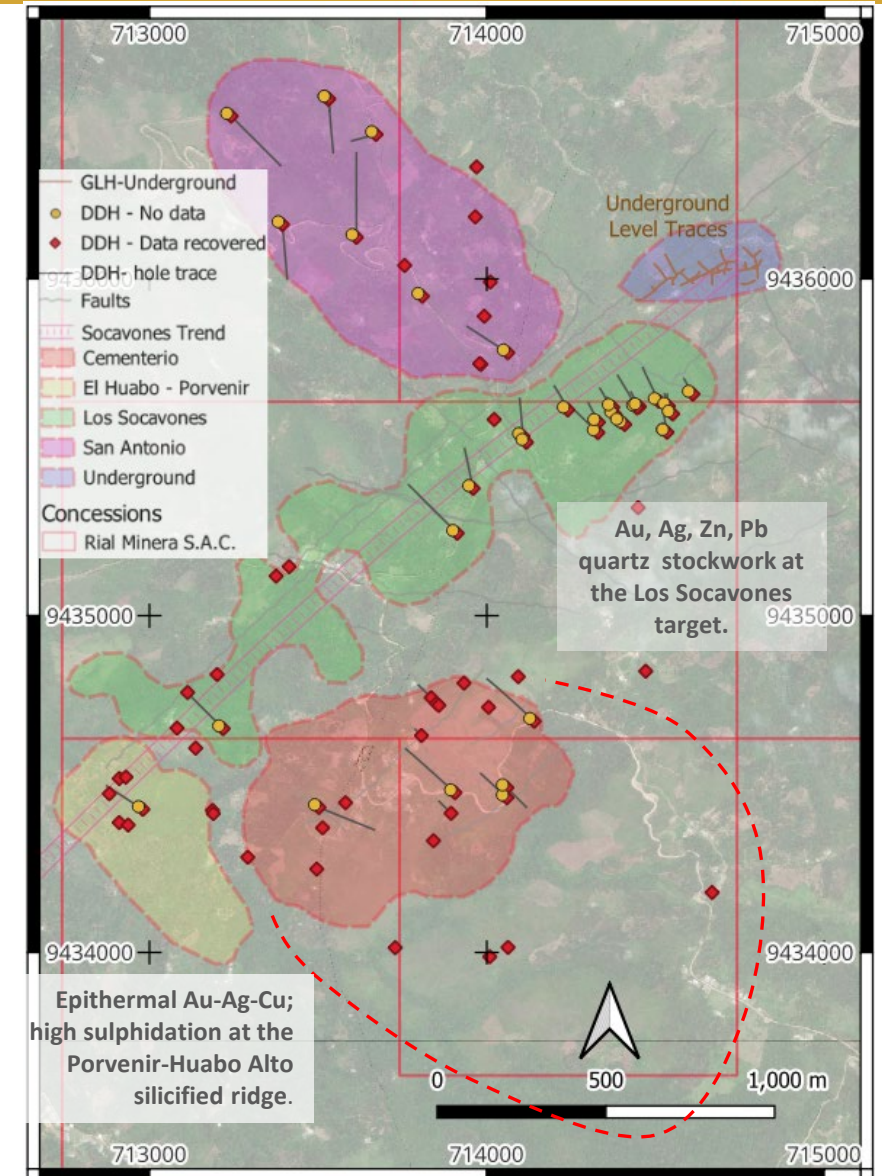 713000
714000
715000
GLH-Underground
DDH - No data
DDH - Data recovered
DDH- hole trace
Faults
Socavones Trend
Cementerio
El Huabo - Porvenir
Los Socavones
San Antonio
Underground
Concessions
Rial Minera S.A.C.
Underground
Level Traces
9436000
9436000
Au, Ag, Zn, Pb
quartz stockwork at
the Los Socavones
target.
9435000
9435000
9434000
9434000
Epithermal Au-Ag-Cu;
high sulphidation at the
Porvenir-Huabo Alto
silicified ridge.
0 500 1,000 m
713000
714000
715000